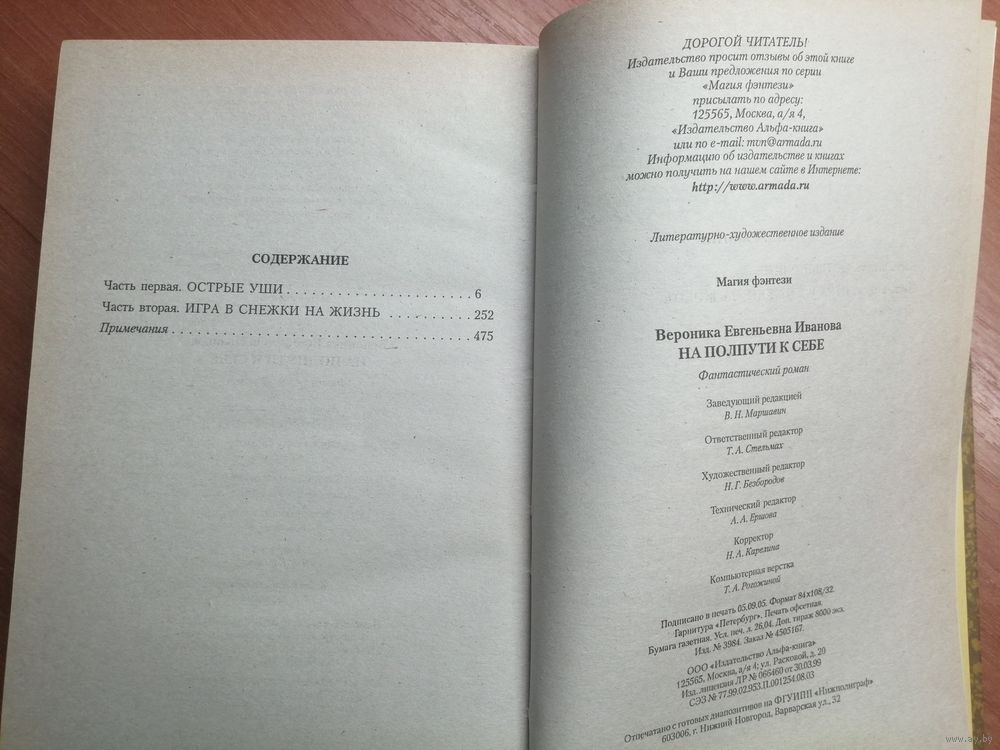 СОДЕРЖАНИЕ
Часть первая. ОСТРЫЕ УШИ . . . . . . . . . . . . . . . . . . . . . . . 6
Часть вторая. ИГРА В СНЕЖКИ НА ЖИЗНЬ . . . . . . . . . 252
Примечания . . . . . . . . . . . . . . . . . . . . . . . . . . . . . . . . . . . . . 475
ДОРОГОЙ ЧИТАТЕЛЬ!
Издательство просит отзывы об этой книге
и Ваши предложения по серии
«Магия фэнтези»
присылать по адресу:
125565, Москва, а/я 4,
«Издательство Альфа-книга»
или по e-mail: mvn@armada.ru
Информацию об издательстве и книгах
можно получить на нашем сайте в Интернете:
http://www.armada.ru
Литературно-художественное издание
Магия фэнтези
Вероника Евгеньевна Иванова
НА ПОЛПУТИ К СЕБЕ
Фантастический роман
Заведующий редакцией
В. Н. Маршавин
Ответственный редактор
Т. А. Стельмах
Художественный редактор
Н. Г. Безбородов
Технический редактор
А. А. Ершова
Корректор
Н. А. Карелина
Компьютерная верстка
Т. А. Рогожиной
Подписано в печать 05.09.05. Формат 84x108/32.
Гарнитура «Петербург». Печать офсетная.
Бумага газетная. Усл. печ. л. 26,04. Доп. тираж 8000 экз.
Изд. № 3984. Заказ № 4505167.
ООО «Издательство Альфа-книга»
125565, Москва, а/я 4; ул. Расковой, д. 20
Изд. лицензия ЛР № 066460 от 30.03.99
СЭЗ № 77.99.02.953.П.001254.08.03
Отпечатано с готовых диапозитивов на ФГУИПП «Нижполиграф»
603006, г. Нижний Новгород, Варварская ул., 32
www.ay.by